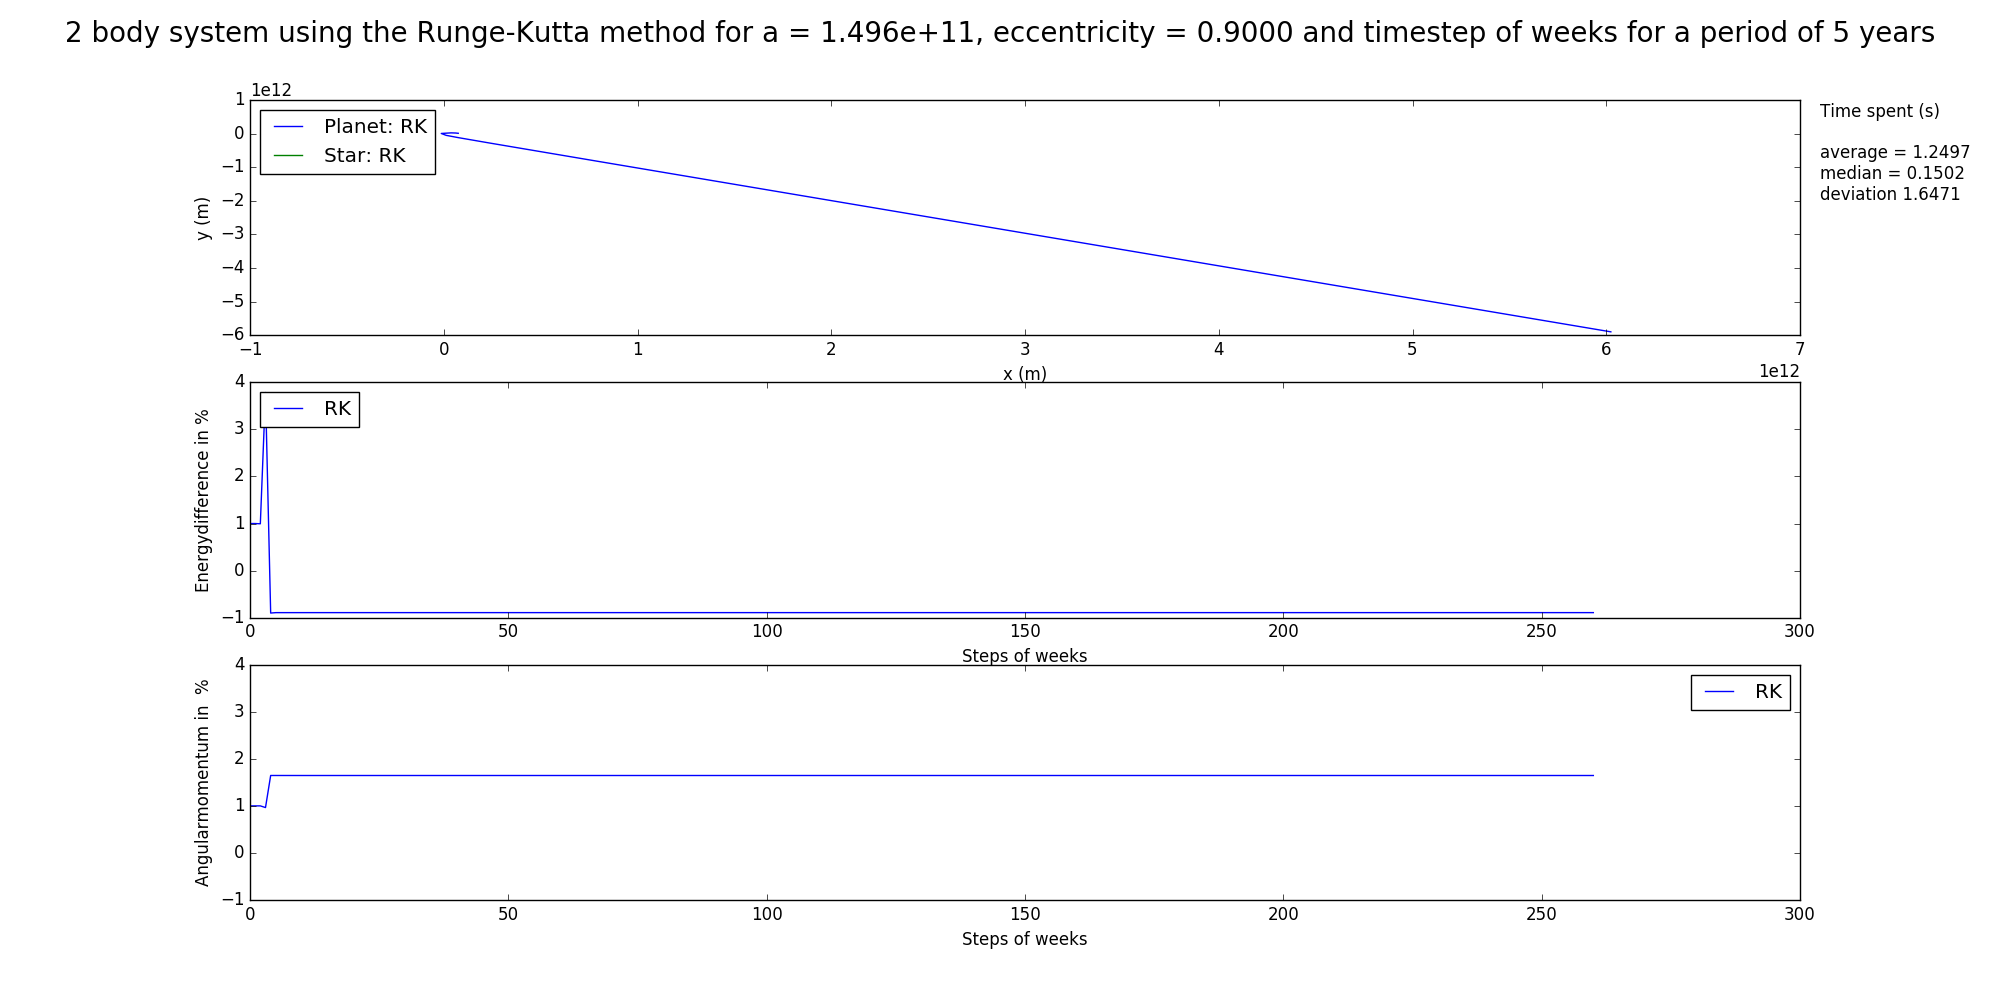 2 body system using the Runge-Kutta method for a = 1.496e+11, eccentricity = 0.9000 and timestep of weeks for a period of 5 years
1e12
1
0
−1
−2
−3
−4
−5
−6
y (m)
Planet: RK
Star: RK
−1 0 1 2 3 4 5 6 7
x (m)
1e12
Time spent (s)
average = 1.2497
median = 0.1502
deviation 1.6471
4
3
2
1
0
−1
Energydifference in %
RK
0 50 100 150 200 250 300
Steps of weeks
4
3
2
1
0
−1
Angularmomentum in  %
RK
0 50 100 150 200 250 300
Steps of weeks